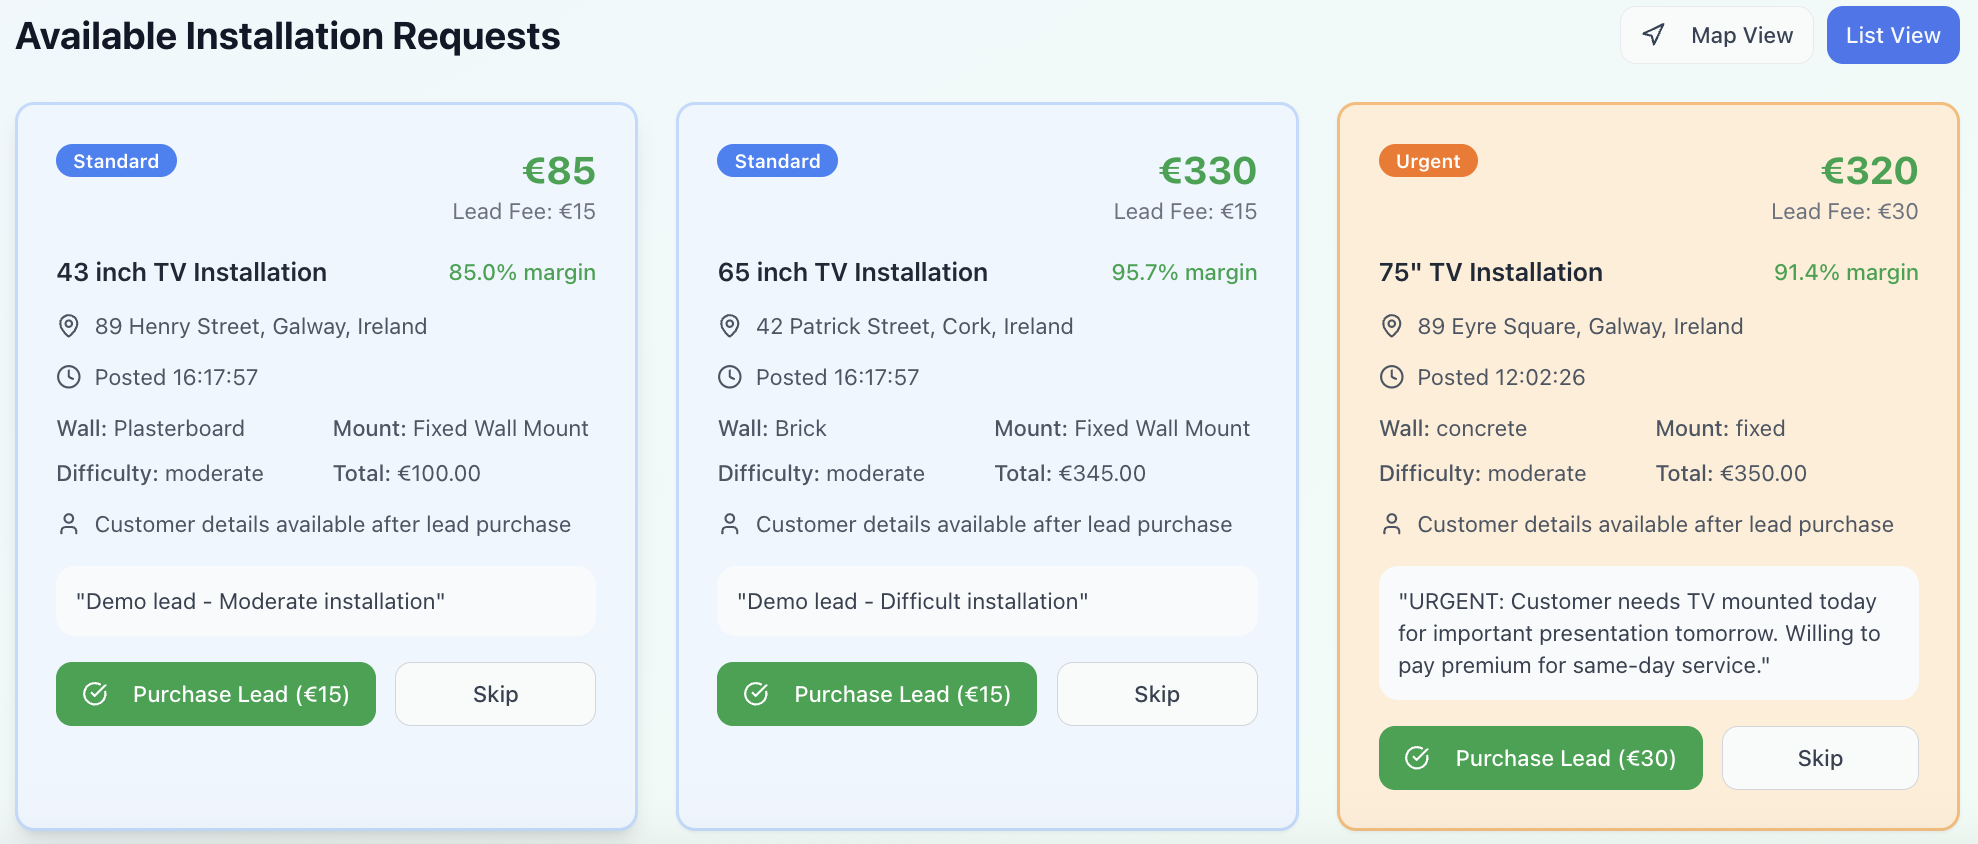 Available Installation Requests
Map View
List View
Standard
€85
Lead Fee: €15
43 inch TV Installation
85.0% margin
89 Henry Street, Galway, Ireland
Posted 16:17:57
Wall: Plasterboard
Mount: Fixed Wall Mount
Difficulty: moderate
Total: €100.00
Customer details available after lead purchase
"Demo lead - Moderate installation"
Purchase Lead (€15)
Skip
Standard
€330
Lead Fee: €15
65 inch TV Installation
95.7% margin
42 Patrick Street, Cork, Ireland
Posted 16:17:57
Wall: Brick
Mount: Fixed Wall Mount
Difficulty: moderate
Total: €345.00
Customer details available after lead purchase
"Demo lead - Difficult installation"
Purchase Lead (€15)
Skip
Urgent
€320
Lead Fee: €30
75" TV Installation
91.4% margin
89 Eyre Square, Galway, Ireland
Posted 12:02:26
Wall: concrete
Mount: fixed
Difficulty: moderate
Total: €350.00
Customer details available after lead purchase
"URGENT: Customer needs TV mounted today
for important presentation tomorrow. Willing to
pay premium for same-day service."
Purchase Lead (€30)
Skip